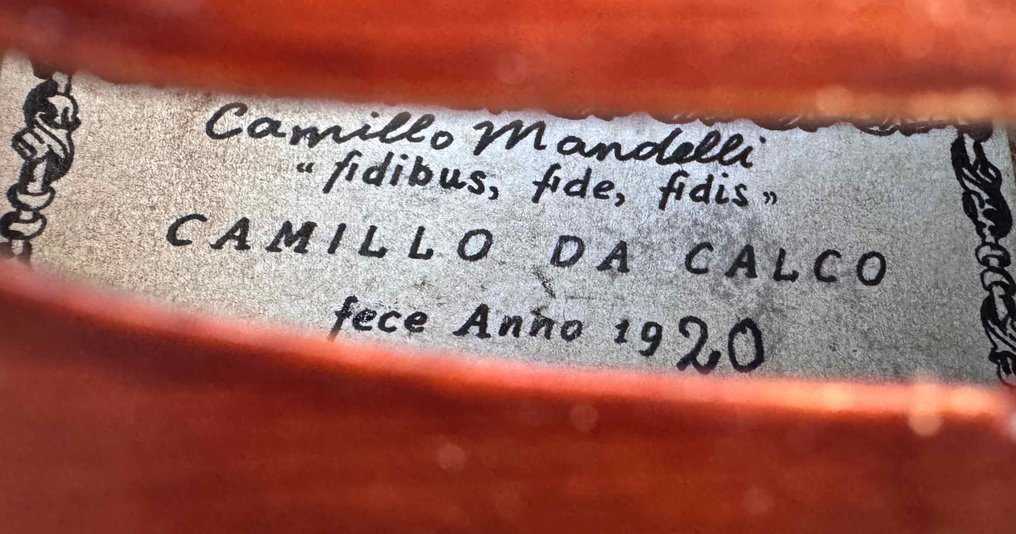 Camillo Mandelli
“ fidibus, fide, fidis »
CAMILLO DA CALCO
fece Anno 1920